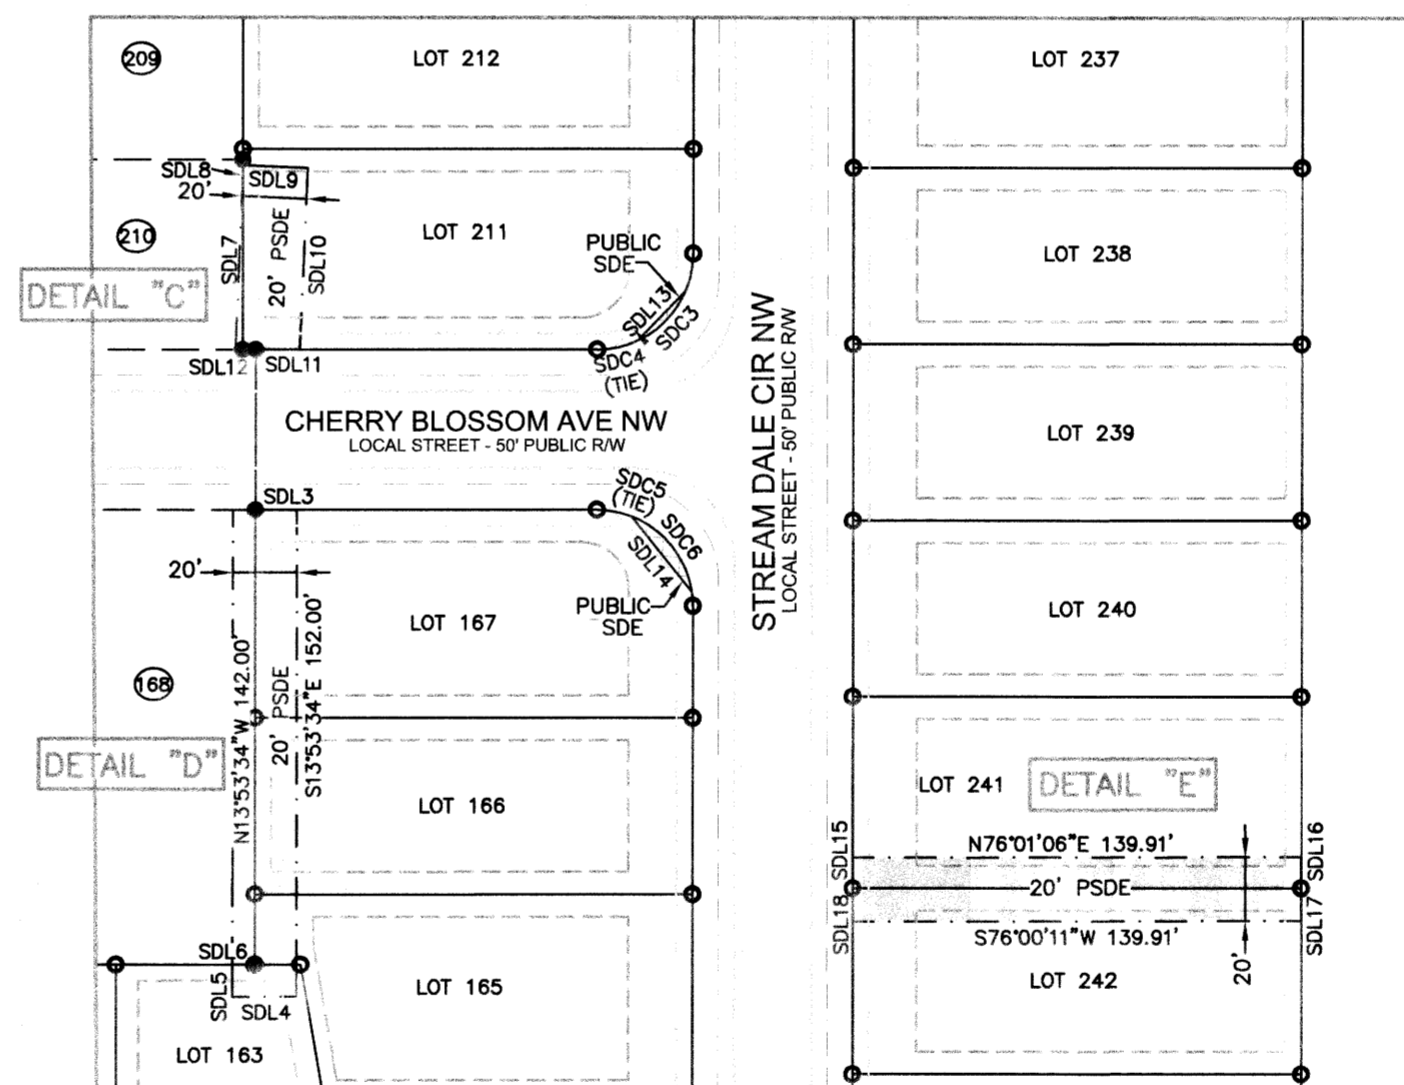 209
LOT 212
LOT 237
SDL8
SDL9
20'
210
SDL7
20' PSDE
SDL10
LOT 211
PUBLIC
SDE
SDL13
SDC3
LOT 238
DETAIL "C"
SDL12
SDL11
SDC4
(TIE)
CHERRY BLOSSOM AVE NW
LOCAL STREET - 50' PUBLIC R/W
STREAM DALE CIR NW
LOCAL STREET - 50' PUBLIC R/W
LOT 239
SDL3
SDC5
(TIE)
SDC6
SDL14
20'
PUBLIC
SDE
LOT 167
LOT 240
168
N13°53'34"W 142.00'
20' PSDE
S13°53'34"E 152.00'
DETAIL "D"
LOT 166
LOT 241
DETAIL "E"
SDL15
N76°01'06"E 139.91'
SDL16
20' PSDE
SDL18
S76°00'11"W 139.91'
SDL17
20'
SDL6
SDL5
SDL4
LOT 165
LOT 242
LOT 163